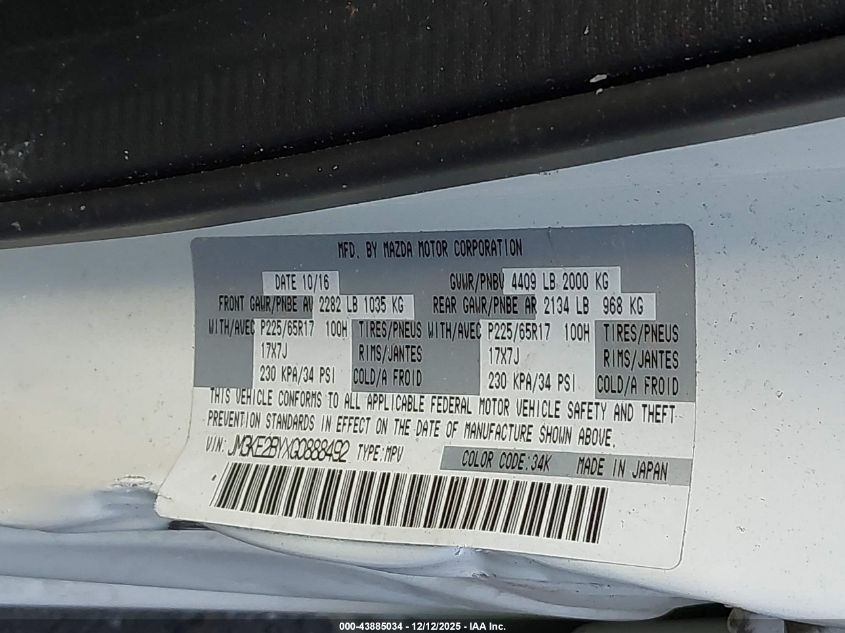 MFD. BY MAZDA MOTOR CORPORATION
DATE 10/16 GVWR/PNBV 4409 LB 2000 KG
FRONT GAWR/PNBE AV 2282 LB 1035 KG REAR GAWR/PNBE AR 2134 LB 968 KG
WITH/AVEC P225/65R17 100H TIRES/PNEUS WITH/AVEC P225/65R17 100H TIRES/PNEUS
17X7J RIMS/JANTES 17X7J RIMS/JANTES
230 KPA/34 PSI COLD/A FROID 230 KPA/34 PSI COLD/A FROID
THIS VEHICLE CONFORMS TO ALL APPLICABLE FEDERAL MOTOR VEHICLE SAFETY AND THEFT
PREVENTION STANDARDS IN EFFECT ON THE DATE OF MANUFACTURE SHOWN ABOVE.
VIN: JM3KE2BYXG0888492 TYPE:MPV
COLOR CODE:34K MADE IN JAPAN
000-43885034 - 12/12/2025 - IAA Inc.